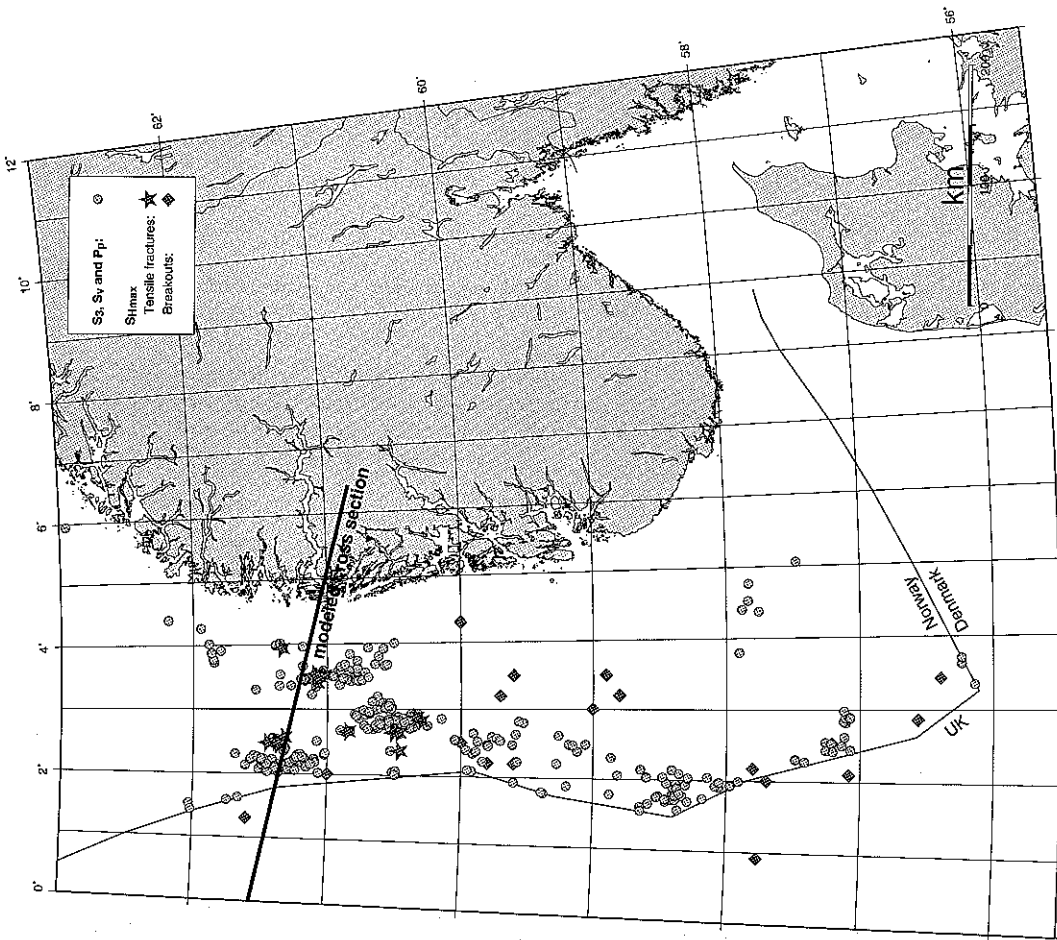 0°
2°
4°
6°
8°
10°
12°
62°
60°
58°
56°
S3, Sv and Pp:
SHmax
Tensile fractures:
Breakouts:
modeled cross section
Norway
Denmark
UK
km